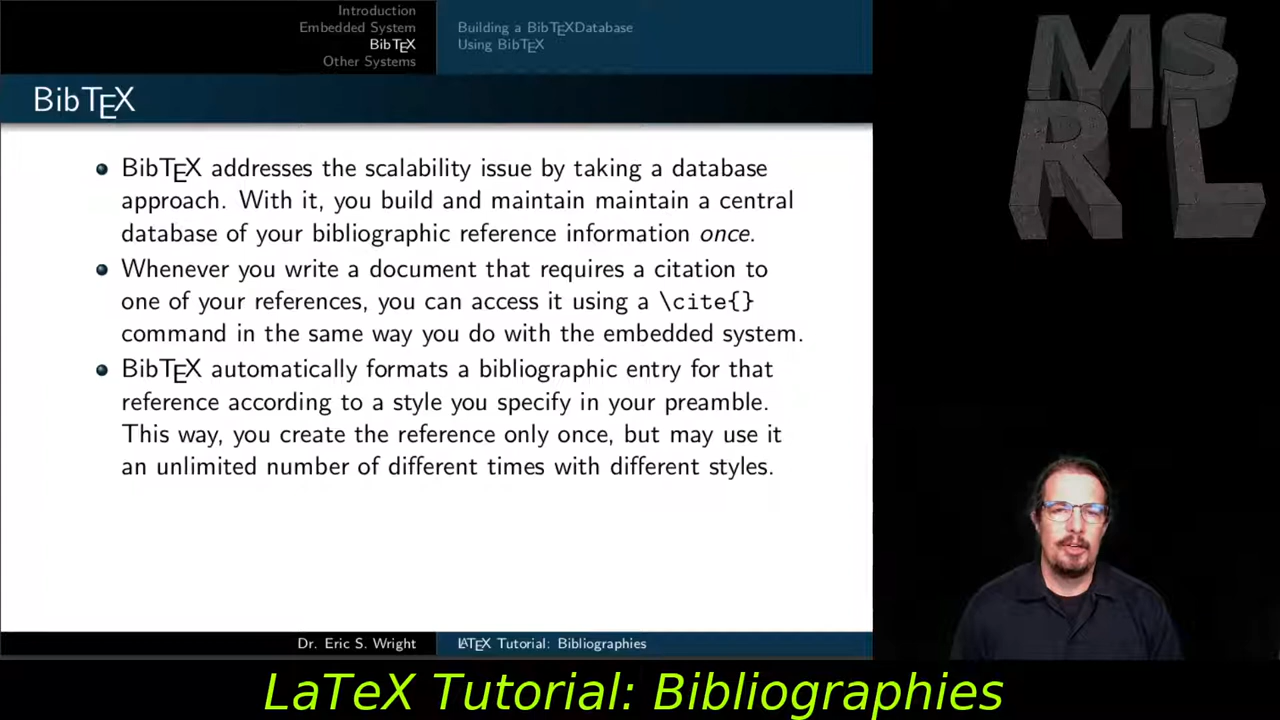 Introduction
Embedded System
BibTEX
Other Systems
Building a BibTEXDatabase
Using BibTEX
BibTEX
BibTEX addresses the scalability issue by taking a database
approach. With it, you build and maintain maintain a central
database of your bibliographic reference information once.
Whenever you write a document that requires a citation to
one of your references, you can access it using a \cite{}
command in the same way you do with the embedded system.
BibTEX automatically formats a bibliographic entry for that
reference according to a style you specify in your preamble.
This way, you create the reference only once, but may use it
an unlimited number of different times with different styles.
Dr. Eric S. Wright
LATEX Tutorial: Bibliographies
MS
RL
LaTeX Tutorial: Bibliographies